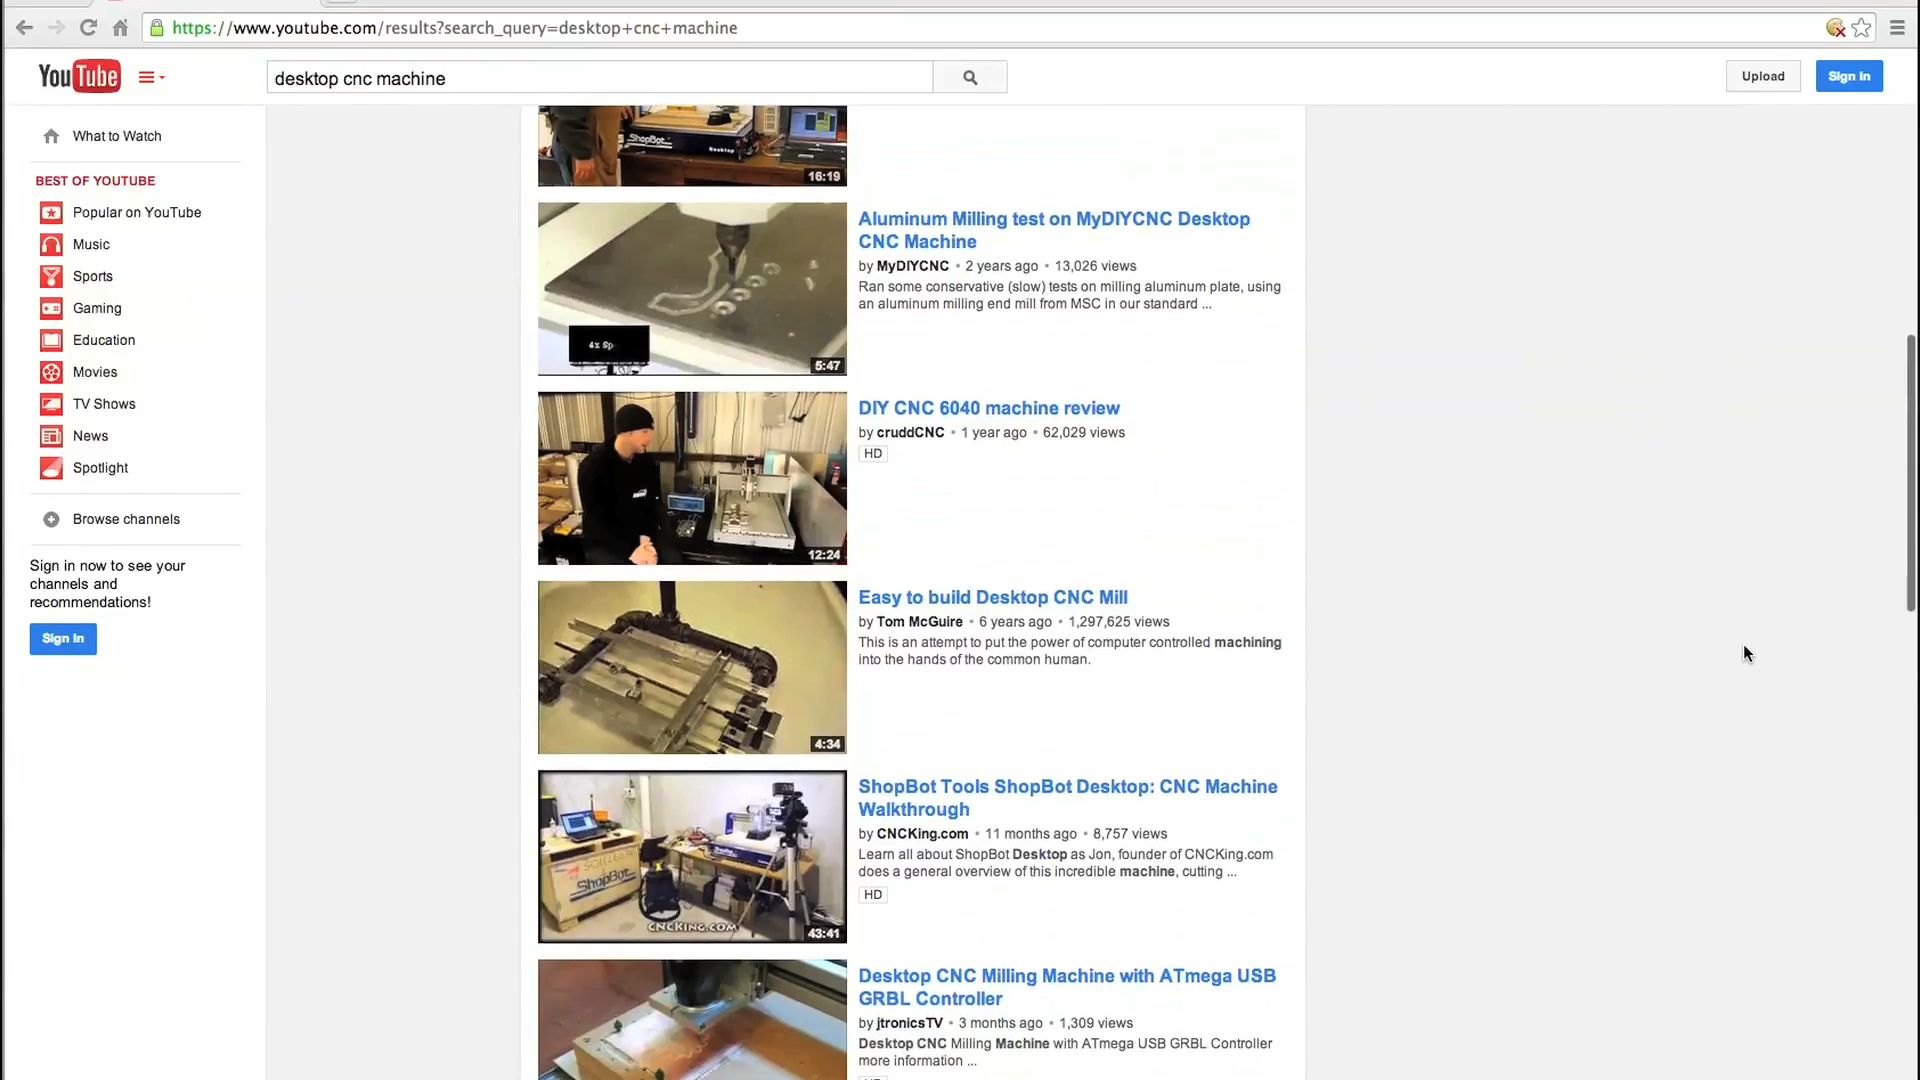 https://www.youtube.com/results?search_query=desktop+cnc+machine
YouTube
desktop cnc machine
Upload
Sign In
What to Watch
BEST OF YOUTUBE
Popular on YouTube
Music
Sports
Gaming
Education
Movies
TV Shows
News
Spotlight
Browse channels
Sign in now to see your
channels and
recommendations!
Sign In
ShopBot
Desktop
16:19
4x Sp
5:47
Aluminum Milling test on MyDIYCNC Desktop
CNC Machine
by MyDIYCNC • 2 years ago • 13,026 views
Ran some conservative (slow) tests on milling aluminum plate, using
an aluminum milling end mill from MSC in our standard ...
12:24
DIY CNC 6040 machine review
by cruddCNC • 1 year ago • 62,029 views
HD
4:34
Easy to build Desktop CNC Mill
by Tom McGuire • 6 years ago • 1,297,625 views
This is an attempt to put the power of computer controlled machining
into the hands of the common human.
ShopBot
CNCKING.COM
43:41
ShopBot Tools ShopBot Desktop: CNC Machine
Walkthrough
by CNCKing.com • 11 months ago • 8,757 views
Learn all about ShopBot Desktop as Jon, founder of CNCKing.com
does a general overview of this incredible machine, cutting ...
HD
Desktop CNC Milling Machine with ATmega USB
GRBL Controller
by jtronicsTV • 3 months ago • 1,309 views
Desktop CNC Milling Machine with ATmega USB GRBL Controller
more information ...